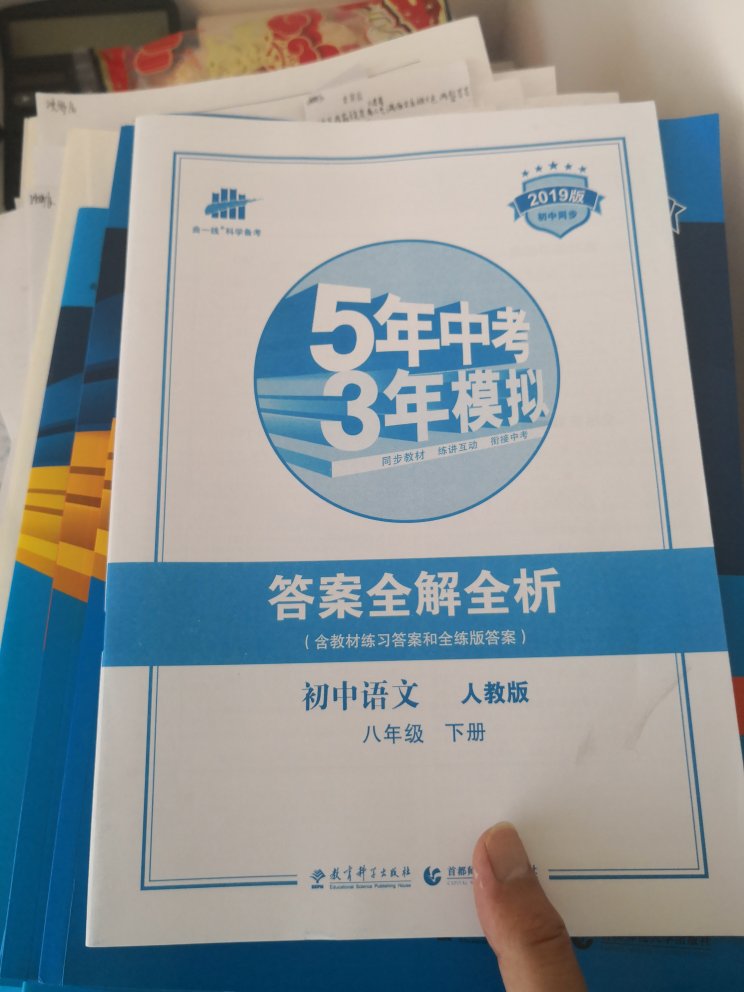 2019版
初中同步
曲一线®科学备考
5年中考
3年模拟
同步教材 练讲互动 衔接中考
答案全解全析
(含教材练习答案和全练版答案)
初中语文 人教版
八年级 下册
教育科学出版社
Educational Science Publishing House
ESPH
首都
CAPITAL